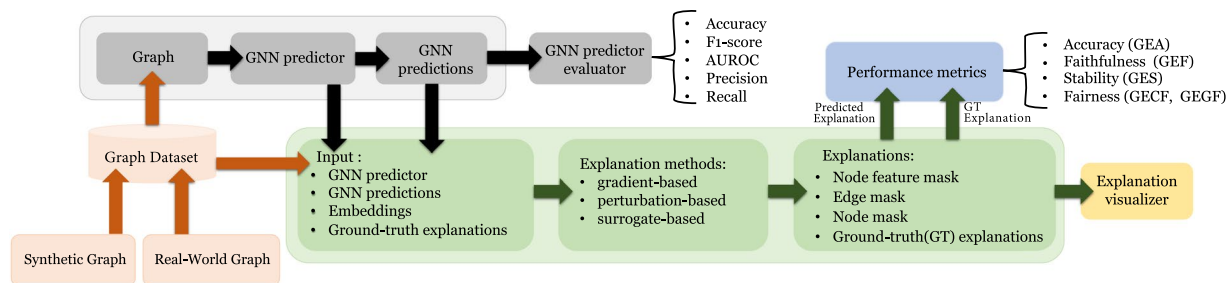 Graph
GNN predictor
GNN
predictions
GNN predictor
evaluator
• Accuracy
• F1-score
• AUROC
• Precision
• Recall
Performance metrics
• Accuracy (GEA)
• Faithfulness (GEF)
• Stability (GES)
• Fairness (GECF, GEGF)
Predicted
Explanation
GT
Explanation
Graph Dataset
Input :
• GNN predictor
• GNN predictions
• Embeddings
• Ground-truth explanations
Explanation methods:
• gradient-based
• perturbation-based
• surrogate-based
Explanations:
• Node feature mask
• Edge mask
• Node mask
• Ground-truth(GT) explanations
Explanation
visualizer
Synthetic Graph
Real-World Graph